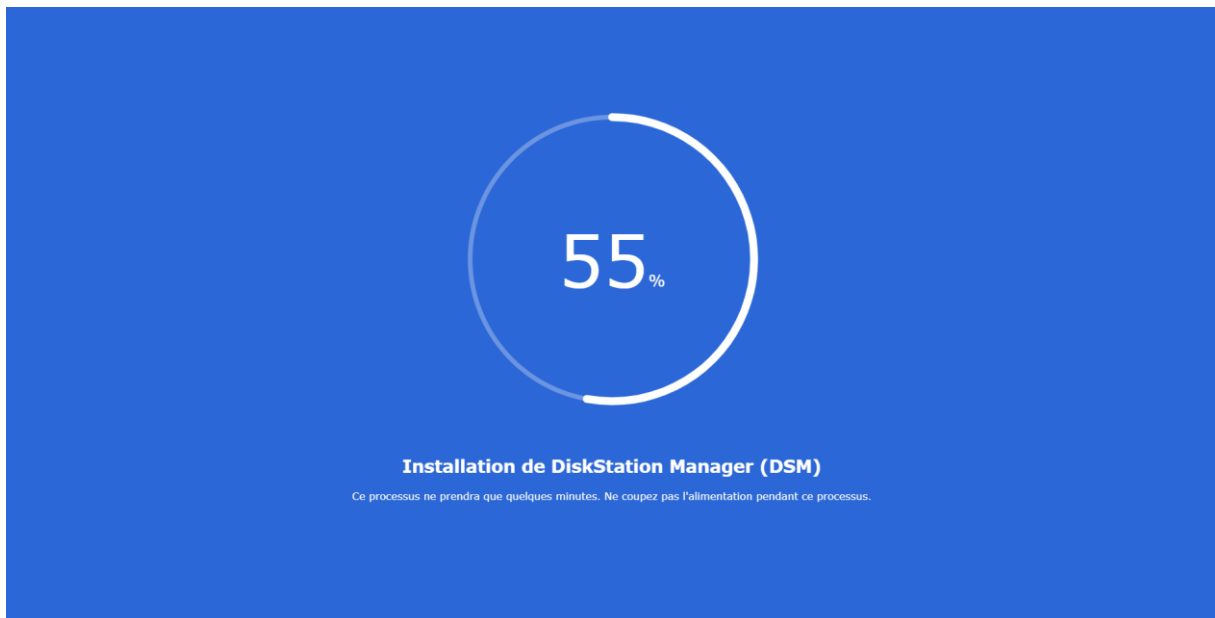 55%
Installation de DiskStation Manager (DSM)
Ce processus ne prendra que quelques minutes. Ne coupez pas l'alimentation pendant ce processus.